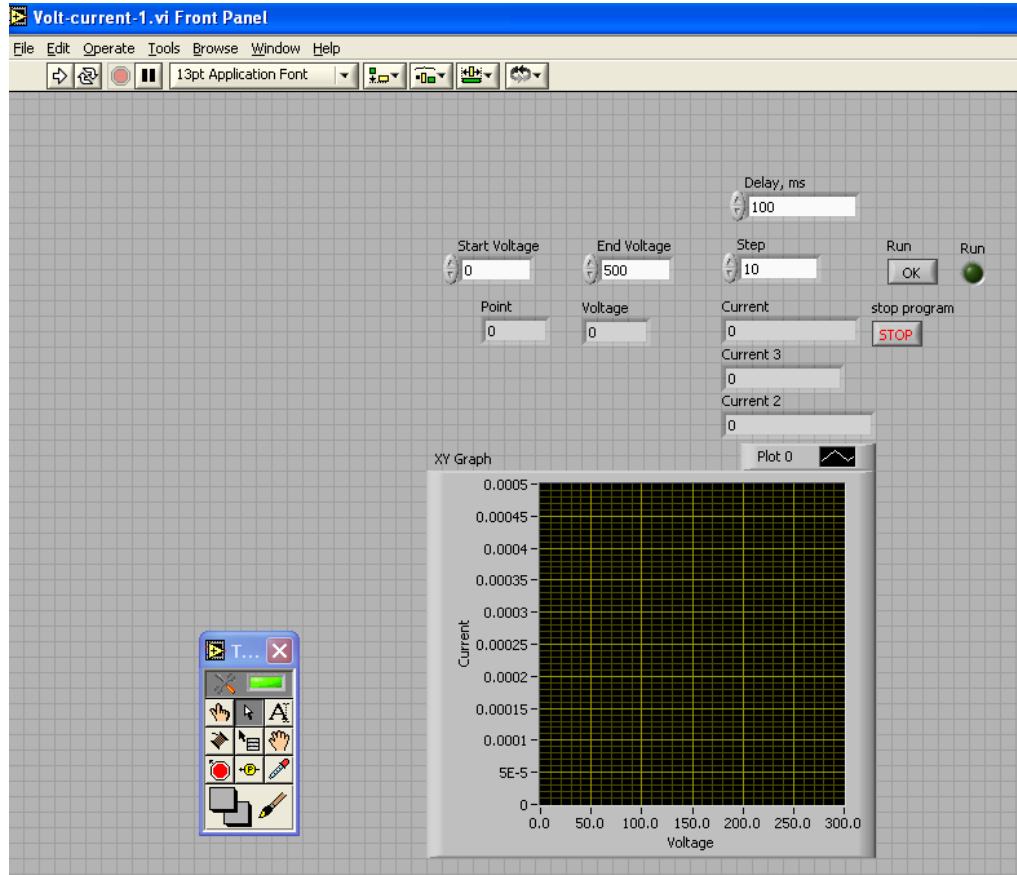 Volt-current-1.vi Front Panel
File Edit Operate Tools Browse Window Help
13pt Application Font
Delay, ms
100
Start Voltage End Voltage Step Run Run
0 500 10 OK
Point Voltage Current stop program
0 0 0 STOP
Current 3
0
Current 2
0
XY Graph Plot 0
0.0005
0.00045
0.0004
0.00035
0.0003
0.00025
0.0002
0.00015
0.0001
5E-5
0
Current
0.0 50.0 100.0 150.0 200.0 250.0 300.0
Voltage
T...
A
P